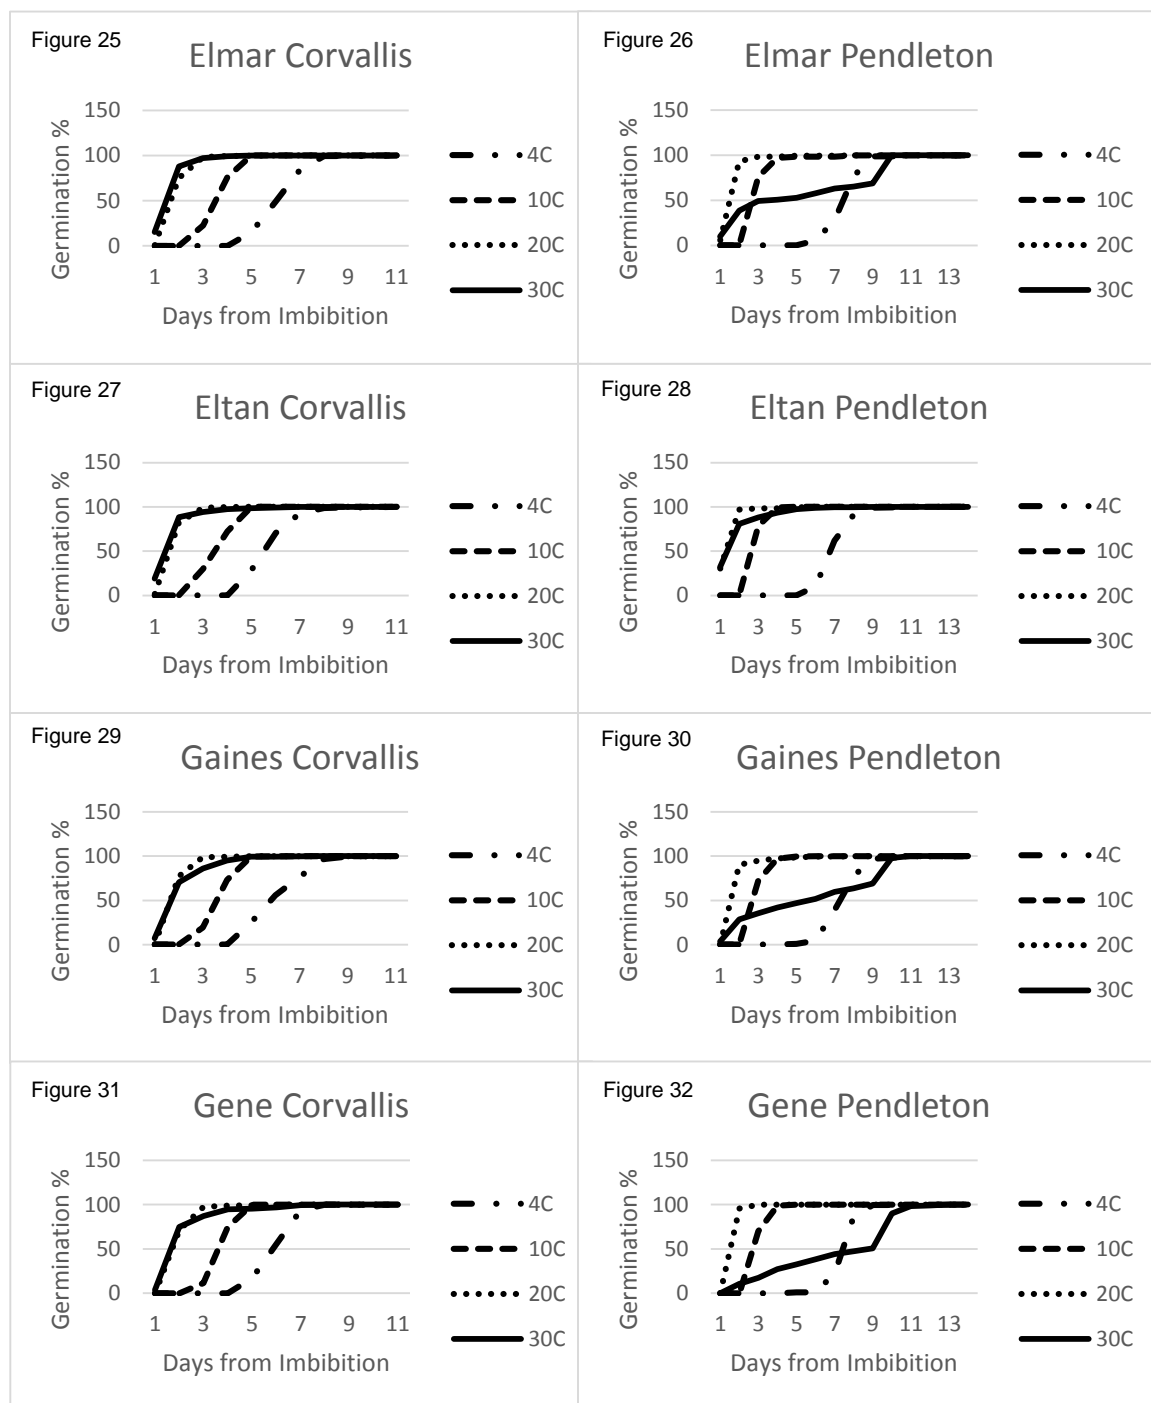 Figure 25
Elmar Corvallis
Germination %
150
100
50
0
1 3 5 7 9 11
Days from Imbibition
4C
10C
20C
30C
Figure 26
Elmar Pendleton
Germination %
150
100
50
0
1 3 5 7 9 11 13
Days from Imbibition
4C
10C
20C
30C
Figure 27
Eltan Corvallis
Germination %
150
100
50
0
1 3 5 7 9 11
Days from Imbibition
4C
10C
20C
30C
Figure 28
Eltan Pendleton
Germination %
150
100
50
0
1 3 5 7 9 11 13
Days from Imbibition
4C
10C
20C
30C
Figure 29
Gaines Corvallis
Germination %
150
100
50
0
1 3 5 7 9 11
Days from Imbibition
4C
10C
20C
30C
Figure 30
Gaines Pendleton
Germination %
150
100
50
0
1 3 5 7 9 11 13
Days from Imbibition
4C
10C
20C
30C
Figure 31
Gene Corvallis
Germination %
150
100
50
0
1 3 5 7 9 11
Days from Imbibition
4C
10C
20C
30C
Figure 32
Gene Pendleton
Germination %
150
100
50
0
1 3 5 7 9 11 13
Days from Imbibition
4C
10C
20C
30C